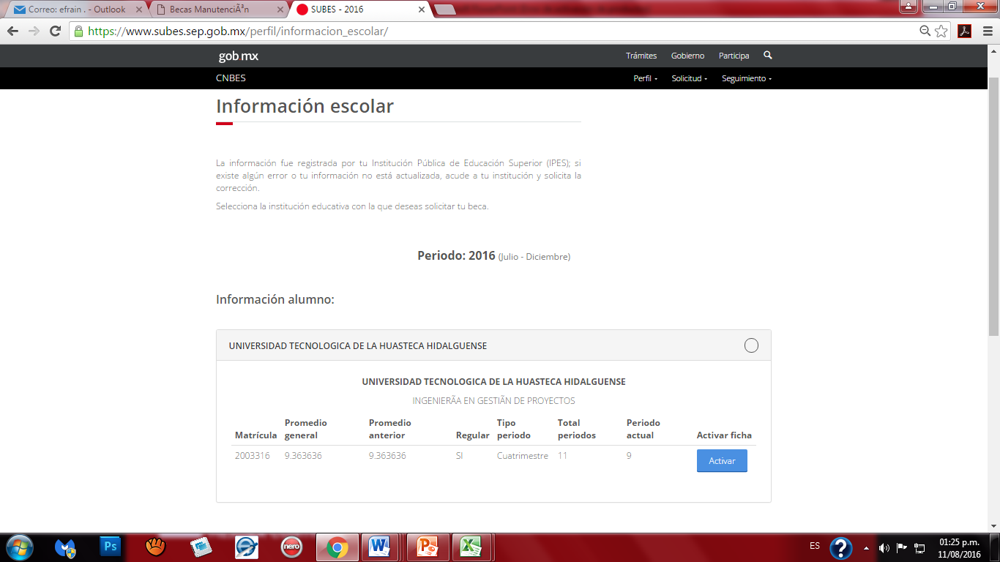 Correo: efrain . - Outlook
Becas ManutenciÃ³n
SUBES - 2016
https://www.subes.sep.gob.mx/perfil/informacion_escolar/
gob mx
Trámites
Gobierno
Participa
CNBES
Perfil
Solicitud
Seguimiento
Información escolar
La información fue registrada por tu Institución Pública de Educación Superior (IPES); si
existe algún error o tu información no está actualizada, acude a tu institución y solicita la
corrección.
Selecciona la institución educativa con la que deseas solicitar tu beca.
Periodo: 2016 (Julio - Diciembre)
Información alumno:
UNIVERSIDAD TECNOLOGICA DE LA HUASTECA HIDALGUENSE
UNIVERSIDAD TECNOLOGICA DE LA HUASTECA HIDALGUENSE
INGENIERÃA EN GESTIÃN DE PROYECTOS
Matrícula Promedio general Promedio anterior Regular Tipo periodo Total periodos Periodo actual Activar ficha
2003316 9.363636 9.363636 SI Cuatrimestre 11 9 Activar
Ps
nero
ES
01:25 p.m.
11/08/2016